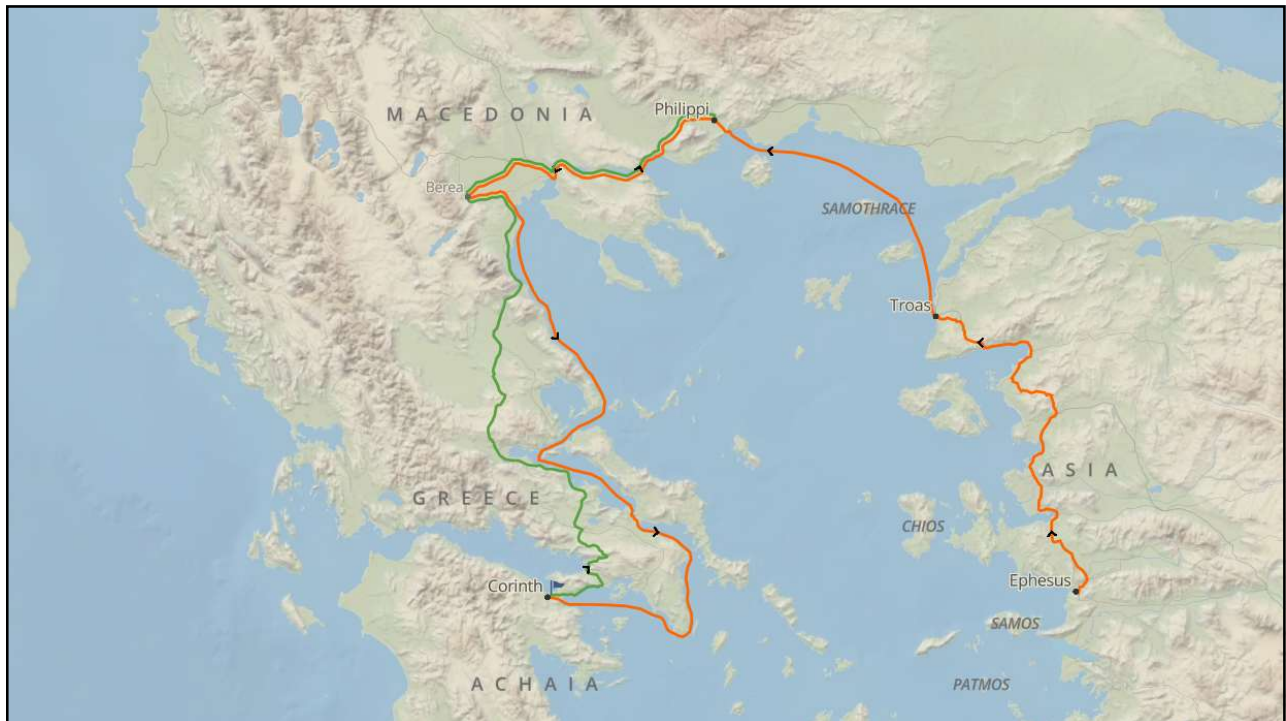 MACEDONIA
Philippi
Berea
SAMOTHRACE
Troas
ASIA
GREECE
CHIOS
Corinth
Ephesus
SAMOS
ACHAIA
PATMOS